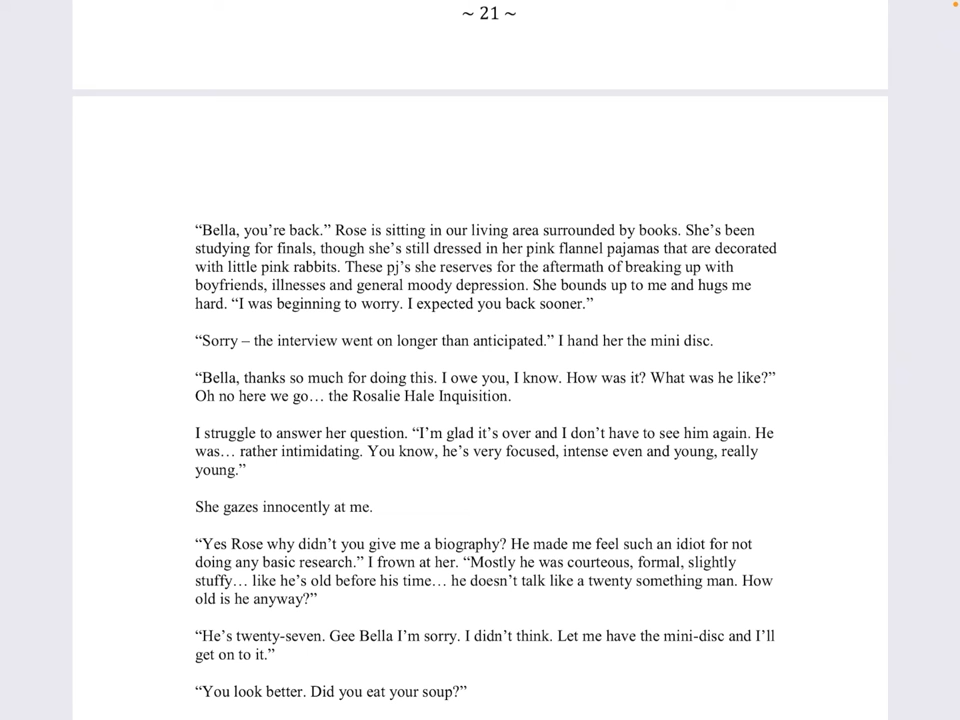 ~ 21 ~
“Bella, you’re back.” Rose is sitting in our living area surrounded by books. She’s been
studying for finals, though she’s still dressed in her pink flannel pajamas that are decorated
with little pink rabbits. These pj’s she reserves for the aftermath of breaking up with
boyfriends, illnesses and general moody depression. She bounds up to me and hugs me
hard. “I was beginning to worry. I expected you back sooner.”
“Sorry – the interview went on longer than anticipated.” I hand her the mini disc.
“Bella, thanks so much for doing this. I owe you, I know. How was it? What was he like?”
Oh no here we go… the Rosalie Hale Inquisition.
I struggle to answer her question. “I’m glad it’s over and I don’t have to see him again. He
was… rather intimidating. You know, he’s very focused, intense even and young, really
young.”
She gazes innocently at me.
“Yes Rose why didn’t you give me a biography? He made me feel such an idiot for not
doing any basic research.” I frown at her. “Mostly he was courteous, formal, slightly
stuffy… like he’s old before his time… he doesn’t talk like a twenty something man. How
old is he anyway?”
“He’s twenty-seven. Gee Bella I’m sorry. I didn’t think. Let me have the mini-disc and I’ll
get on to it.”
“You look better. Did you eat your soup?”